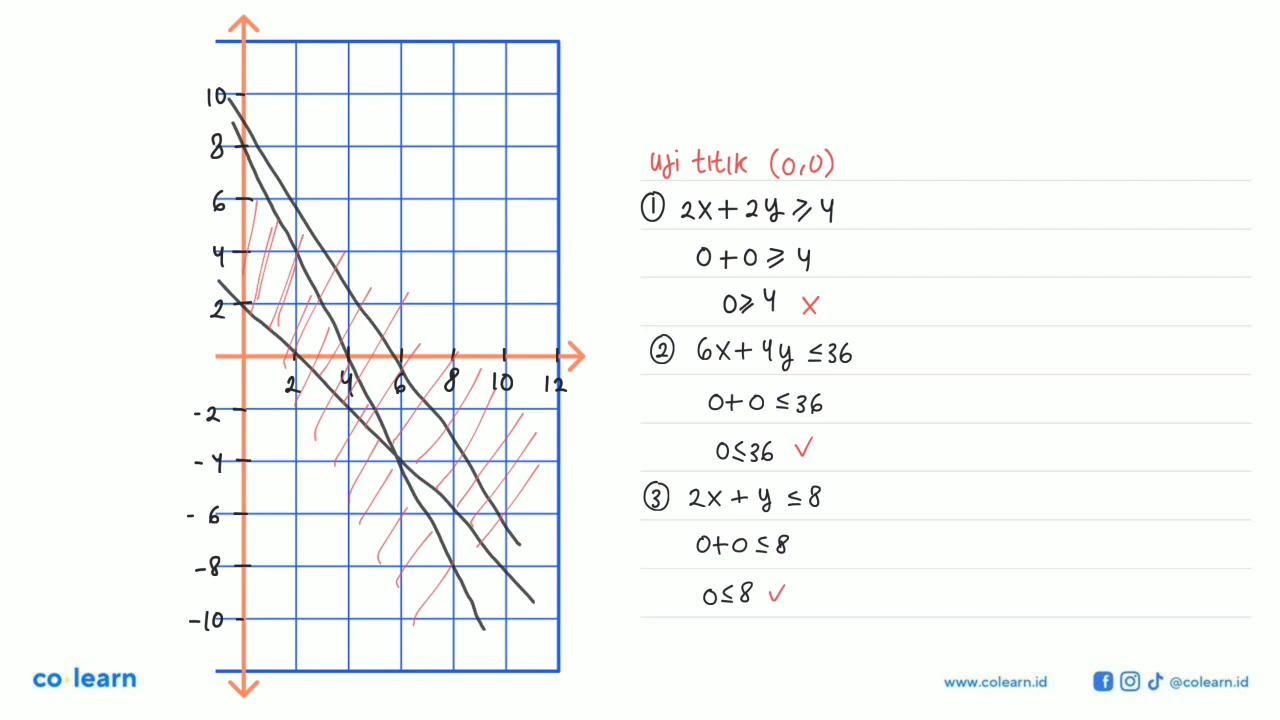 10
8
6
4
2
2 4 6 8 10 12
-2
-4
-6
-8
-10
uji titik (0,0)
① 2x + 2y ≥ 4
0 + 0 ≥ 4
0 ≥ 4 ✗
② 6x + 4y ≤ 36
0 + 0 ≤ 36
0 ≤ 36 ✓
③ 2x + y ≤ 8
0 + 0 ≤ 8
0 ≤ 8 ✓
co·learn
www.colearn.id
@colearn.id